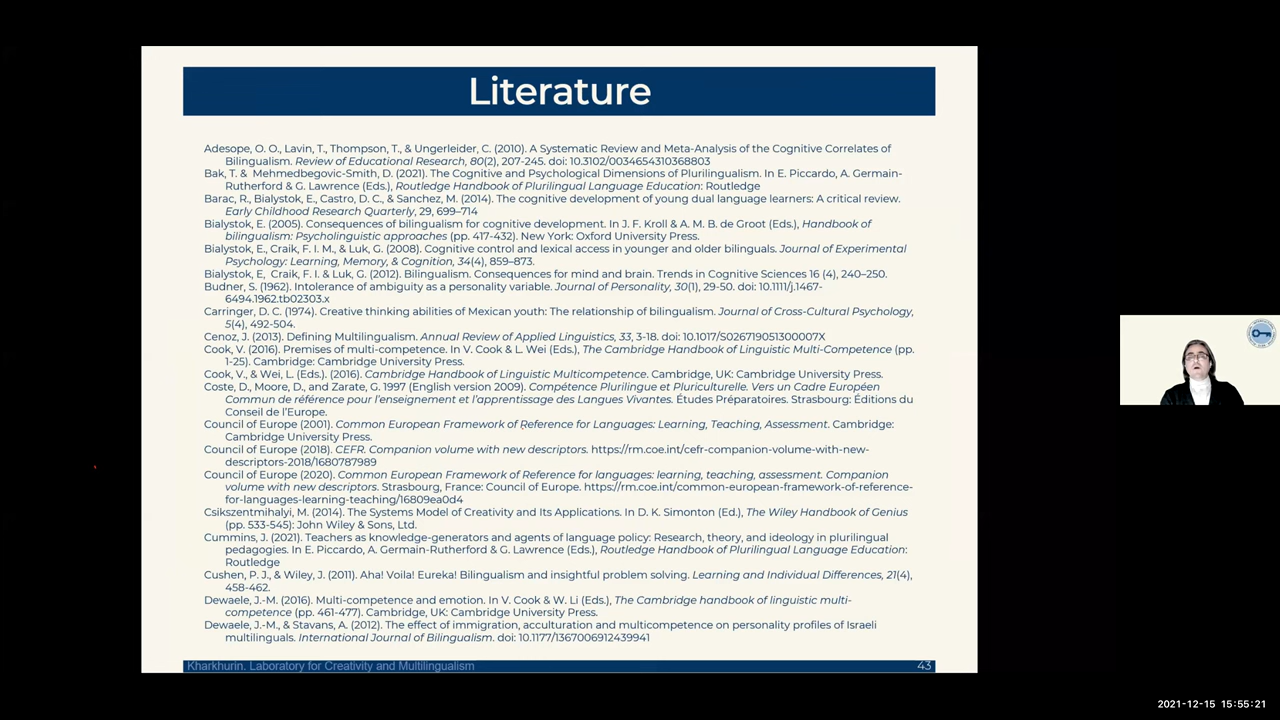 Literature
Adesope, O. O., Lavin, T., Thompson, T., & Ungerleider, C. (2010). A Systematic Review and Meta-Analysis of the Cognitive Correlates of
Bilingualism. Review of Educational Research, 80(2), 207-245. doi: 10.3102/0034654310368803
Bak, T. & Mehmedbegovic-Smith, D. (2021). The Cognitive and Psychological Dimensions of Plurilingualism. In E. Piccardo, A. Germain-
Rutherford & G. Lawrence (Eds.), Routledge Handbook of Plurilingual Language Education: Routledge
Barac, R., Bialystok, E., Castro, D. C., & Sanchez, M. (2014). The cognitive development of young dual language learners: A critical review.
Early Childhood Research Quarterly, 29, 699–714
Bialystok, E. (2005). Consequences of bilingualism for cognitive development. In J. F. Kroll & A. M. B. de Groot (Eds.), Handbook of
bilingualism: Psycholinguistic approaches (pp. 417-432). New York: Oxford University Press.
Bialystok, E., Craik, F. I. M., & Luk, G. (2008). Cognitive control and lexical access in younger and older bilinguals. Journal of Experimental
Psychology: Learning, Memory, & Cognition, 34(4), 859–873.
Bialystok, E, Craik, F. I. & Luk, G. (2012). Bilingualism. Consequences for mind and brain. Trends in Cognitive Sciences 16 (4), 240–250.
Budner, S. (1962). Intolerance of ambiguity as a personality variable. Journal of Personality, 30(1), 29-50. doi: 10.1111/j.1467-
6494.1962.tb02303.x
Carringer, D. C. (1974). Creative thinking abilities of Mexican youth: The relationship of bilingualism. Journal of Cross-Cultural Psychology,
5(4), 492-504.
Cenoz, J. (2013). Defining Multilingualism. Annual Review of Applied Linguistics, 33, 3-18. doi: 10.1017/S026719051300007X
Cook, V. (2016). Premises of multi-competence. In V. Cook & L. Wei (Eds.), The Cambridge Handbook of Linguistic Multi-Competence (pp.
1-25). Cambridge: Cambridge University Press.
Cook, V., & Wei, L. (Eds.). (2016). Cambridge Handbook of Linguistic Multicompetence. Cambridge, UK: Cambridge University Press.
Coste, D., Moore, D., and Zarate, G. 1997 (English version 2009). Compétence Plurilingue et Pluriculturelle. Vers un Cadre Européen
Commun de référence pour l'enseignement et l'apprentissage des Langues Vivantes. Études Préparatoires. Strasbourg: Éditions du
Conseil de l'Europe.
Council of Europe (2001). Common European Framework of Reference for Languages: Learning, Teaching, Assessment. Cambridge:
Cambridge University Press.
Council of Europe (2018). CEFR. Companion volume with new descriptors. https://rm.coe.int/cefr-companion-volume-with-new-
descriptors-2018/1680787989
Council of Europe (2020). Common European Framework of Reference for languages: learning, teaching, assessment. Companion
volume with new descriptors. Strasbourg, France: Council of Europe. https://rm.coe.int/common-european-framework-of-reference-
for-languages-learning-teaching/16809ea0d4
Csikszentmihalyi, M. (2014). The Systems Model of Creativity and Its Applications. In D. K. Simonton (Ed.), The Wiley Handbook of Genius
(pp. 533-545): John Wiley & Sons, Ltd.
Cummins, J. (2021). Teachers as knowledge-generators and agents of language policy: Research, theory, and ideology in plurilingual
pedagogies. In E. Piccardo, A. Germain-Rutherford & G. Lawrence (Eds.), Routledge Handbook of Plurilingual Language Education:
Routledge
Cushen, P. J., & Wiley, J. (2011). Aha! Voila! Eureka! Bilingualism and insightful problem solving. Learning and Individual Differences, 21(4),
458-462.
Dewaele, J.-M. (2016). Multi-competence and emotion. In V. Cook & W. Li (Eds.), The Cambridge handbook of linguistic multi-
competence (pp. 461-477). Cambridge, UK: Cambridge University Press.
Dewaele, J.-M., & Stavans, A. (2012). The effect of immigration, acculturation and multicompetence on personality profiles of Israeli
multilinguals. International Journal of Bilingualism. doi: 10.1177/1367006912439941
Kharkhurin. Laboratory for Creativity and Multilingualism
43
2021-12-15 15:55:21